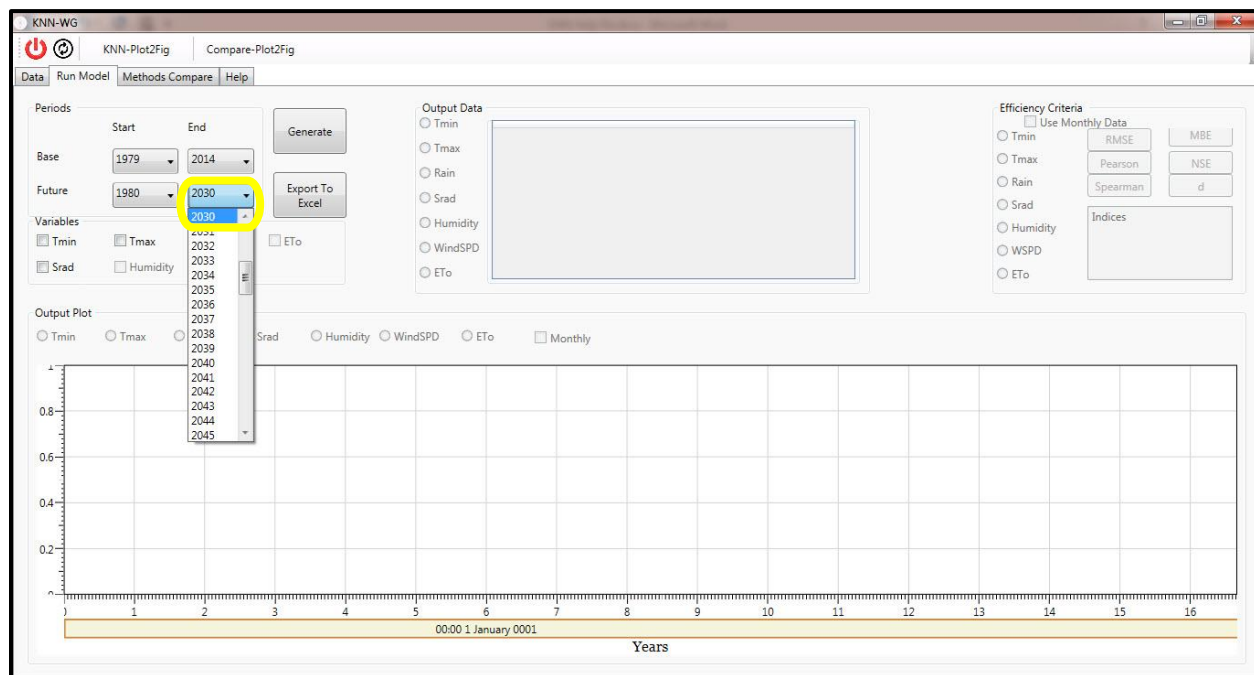 KNN-WG
KNN-Plot2Fig Compare-Plot2Fig
Data Run Model Methods Compare Help
Periods
Start End
Base 1979 2014
Future 1980 2030
Generate
Export To
Excel
2030
2031
2032
2033
2034
2035
2036
2037
2038
2039
2040
2041
2042
2043
2044
2045
Variables
Tmin Tmax ETo
Srad Humidity
Output Data
Tmin
Tmax
Rain
Srad
Humidity
WindSPD
ETo
Efficiency Criteria
Use Monthly Data
Tmin
Tmax
Rain
Srad
Humidity
WSPD
ETo
RMSE MBE
Pearson NSE
Spearman d
Indices
Output Plot
Tmin Tmax Srad Humidity WindSPD ETo Monthly
1
0.8
0.6
0.4
0.2
1 2 3 4 5 6 7 8 9 10 11 12 13 14 15 16
00:00 1 January 0001
Years